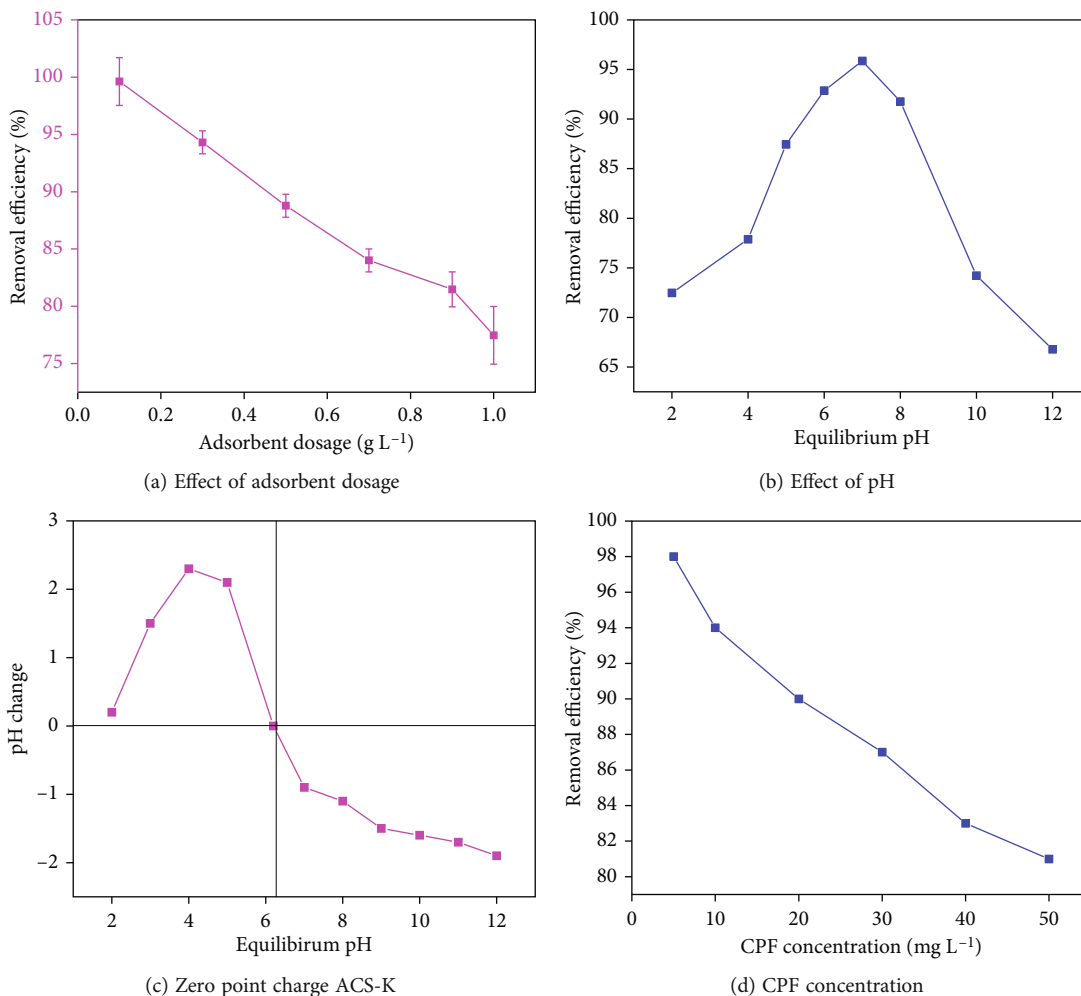 105
100
95
90
85
80
75
Removal efficiency (%)
0.0 0.2 0.4 0.6 0.8 1.0
Adsorbent dosage (g L⁻¹)
(a) Effect of adsorbent dosage
100
95
90
85
80
75
70
65
Removal efficiency (%)
2 4 6 8 10 12
Equilibrium pH
(b) Effect of pH
3
2
1
0
−1
−2
pH change
2 4 6 8 10 12
Equilibirum pH
(c) Zero point charge ACS-K
100
98
96
94
92
90
88
86
84
82
80
Removal efficiency (%)
0 10 20 30 40 50
CPF concentration (mg L⁻¹)
(d) CPF concentration